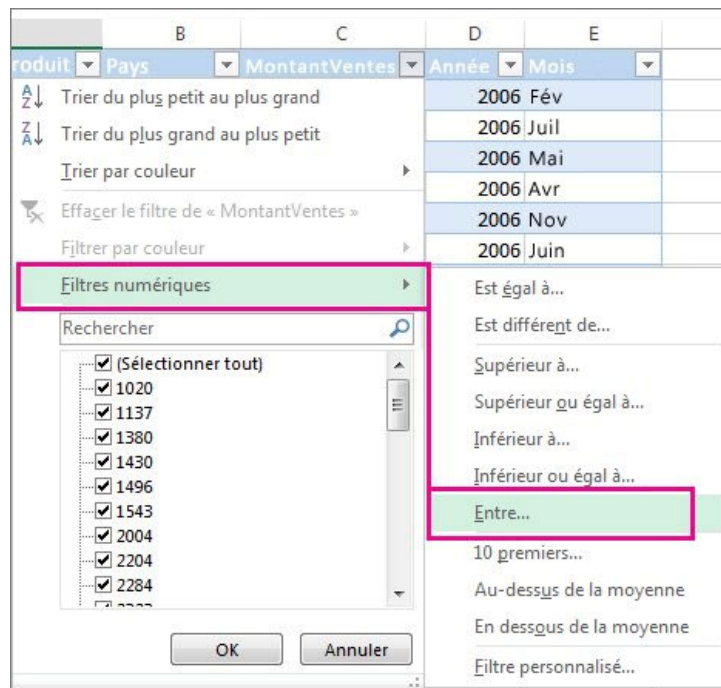 B C D E
roduit Pays MontantVentes Année Mois
Trier du plus petit au plus grand
Trier du plus grand au plus petit
Trier par couleur
Effacer le filtre de « MontantVentes »
Filtrer par couleur
Filtres numériques
Rechercher
(Sélectionner tout)
1020
1137
1380
1430
1496
1543
2004
2204
2284
OK Annuler
2006 Fév
2006 Juil
2006 Mai
2006 Avr
2006 Nov
2006 Juin
Est égal à...
Est différent de...
Supérieur à...
Supérieur ou égal à...
Inférieur à...
Inférieur ou égal à...
Entre...
10 premiers...
Au-dessus de la moyenne
En dessous de la moyenne
Filtre personnalisé...